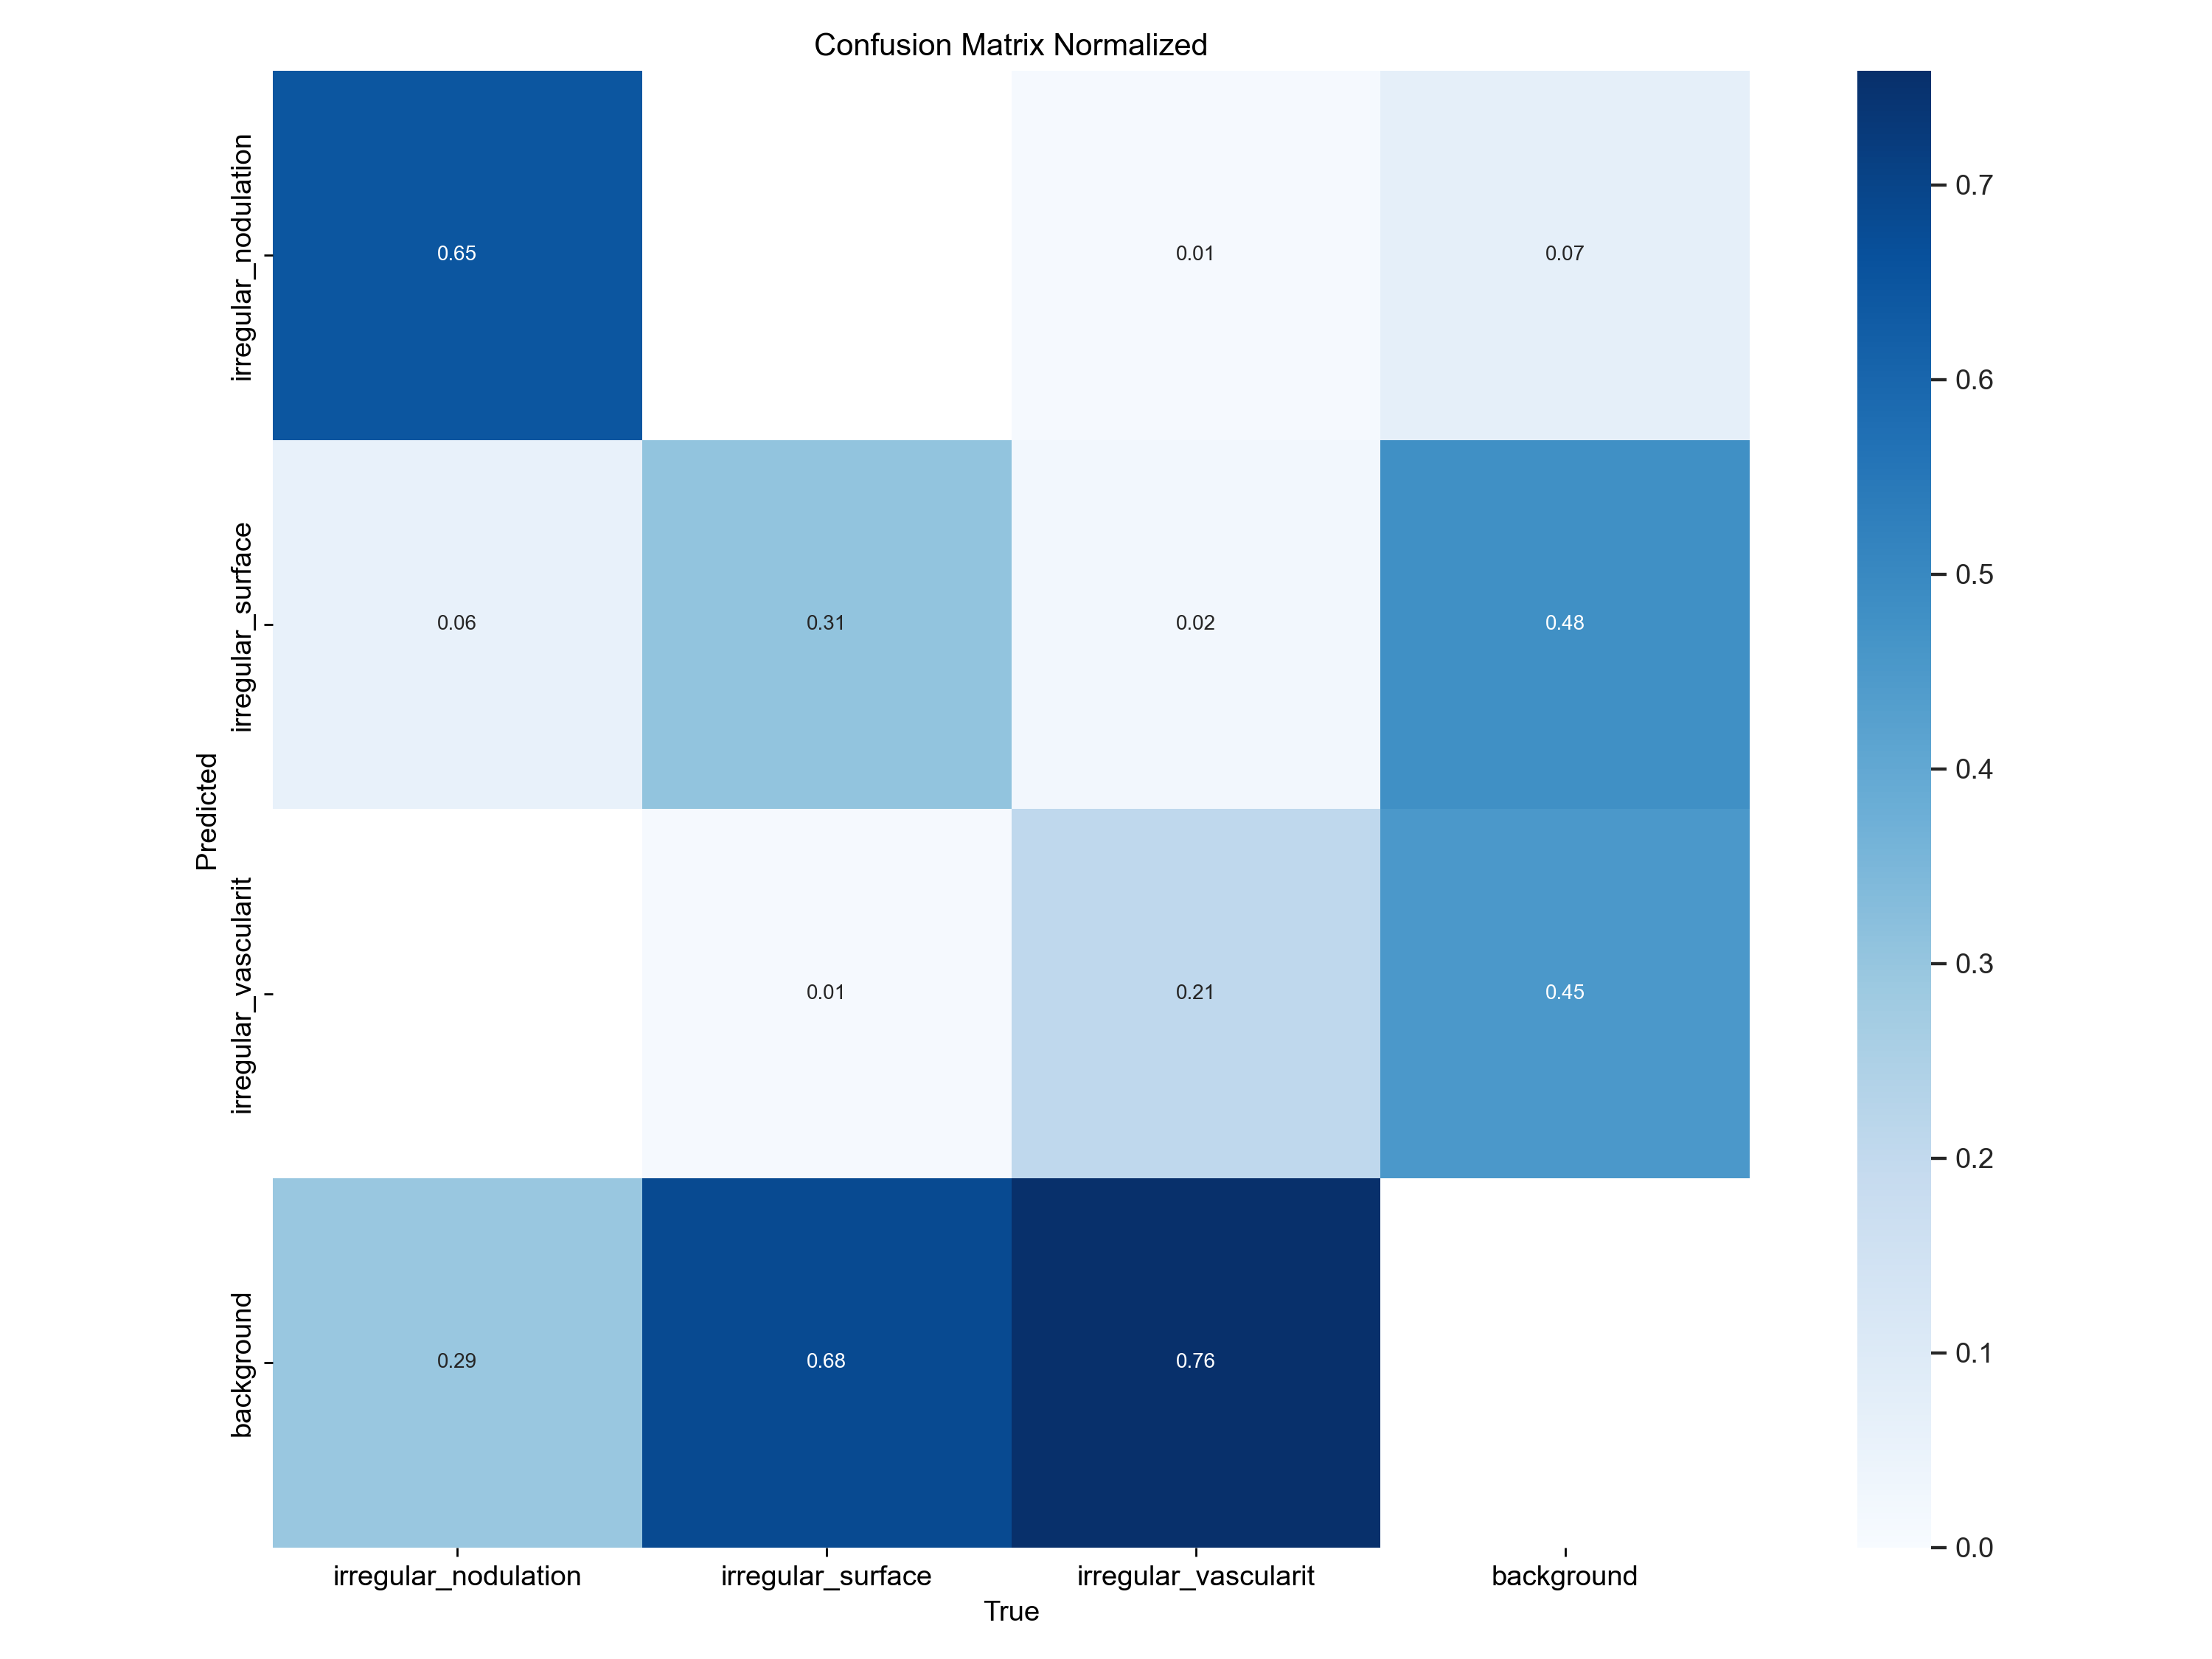 Confusion Matrix Normalized
irregular_nodulation
0.65
0.01
0.07
irregular_surface
0.06
0.31
0.02
0.48
irregular_vascularit
0.01
0.21
0.45
background
0.29
0.68
0.76
Predicted
irregular_nodulation
irregular_surface
irregular_vascularit
background
True
0.7
0.6
0.5
0.4
0.3
0.2
0.1
0.0